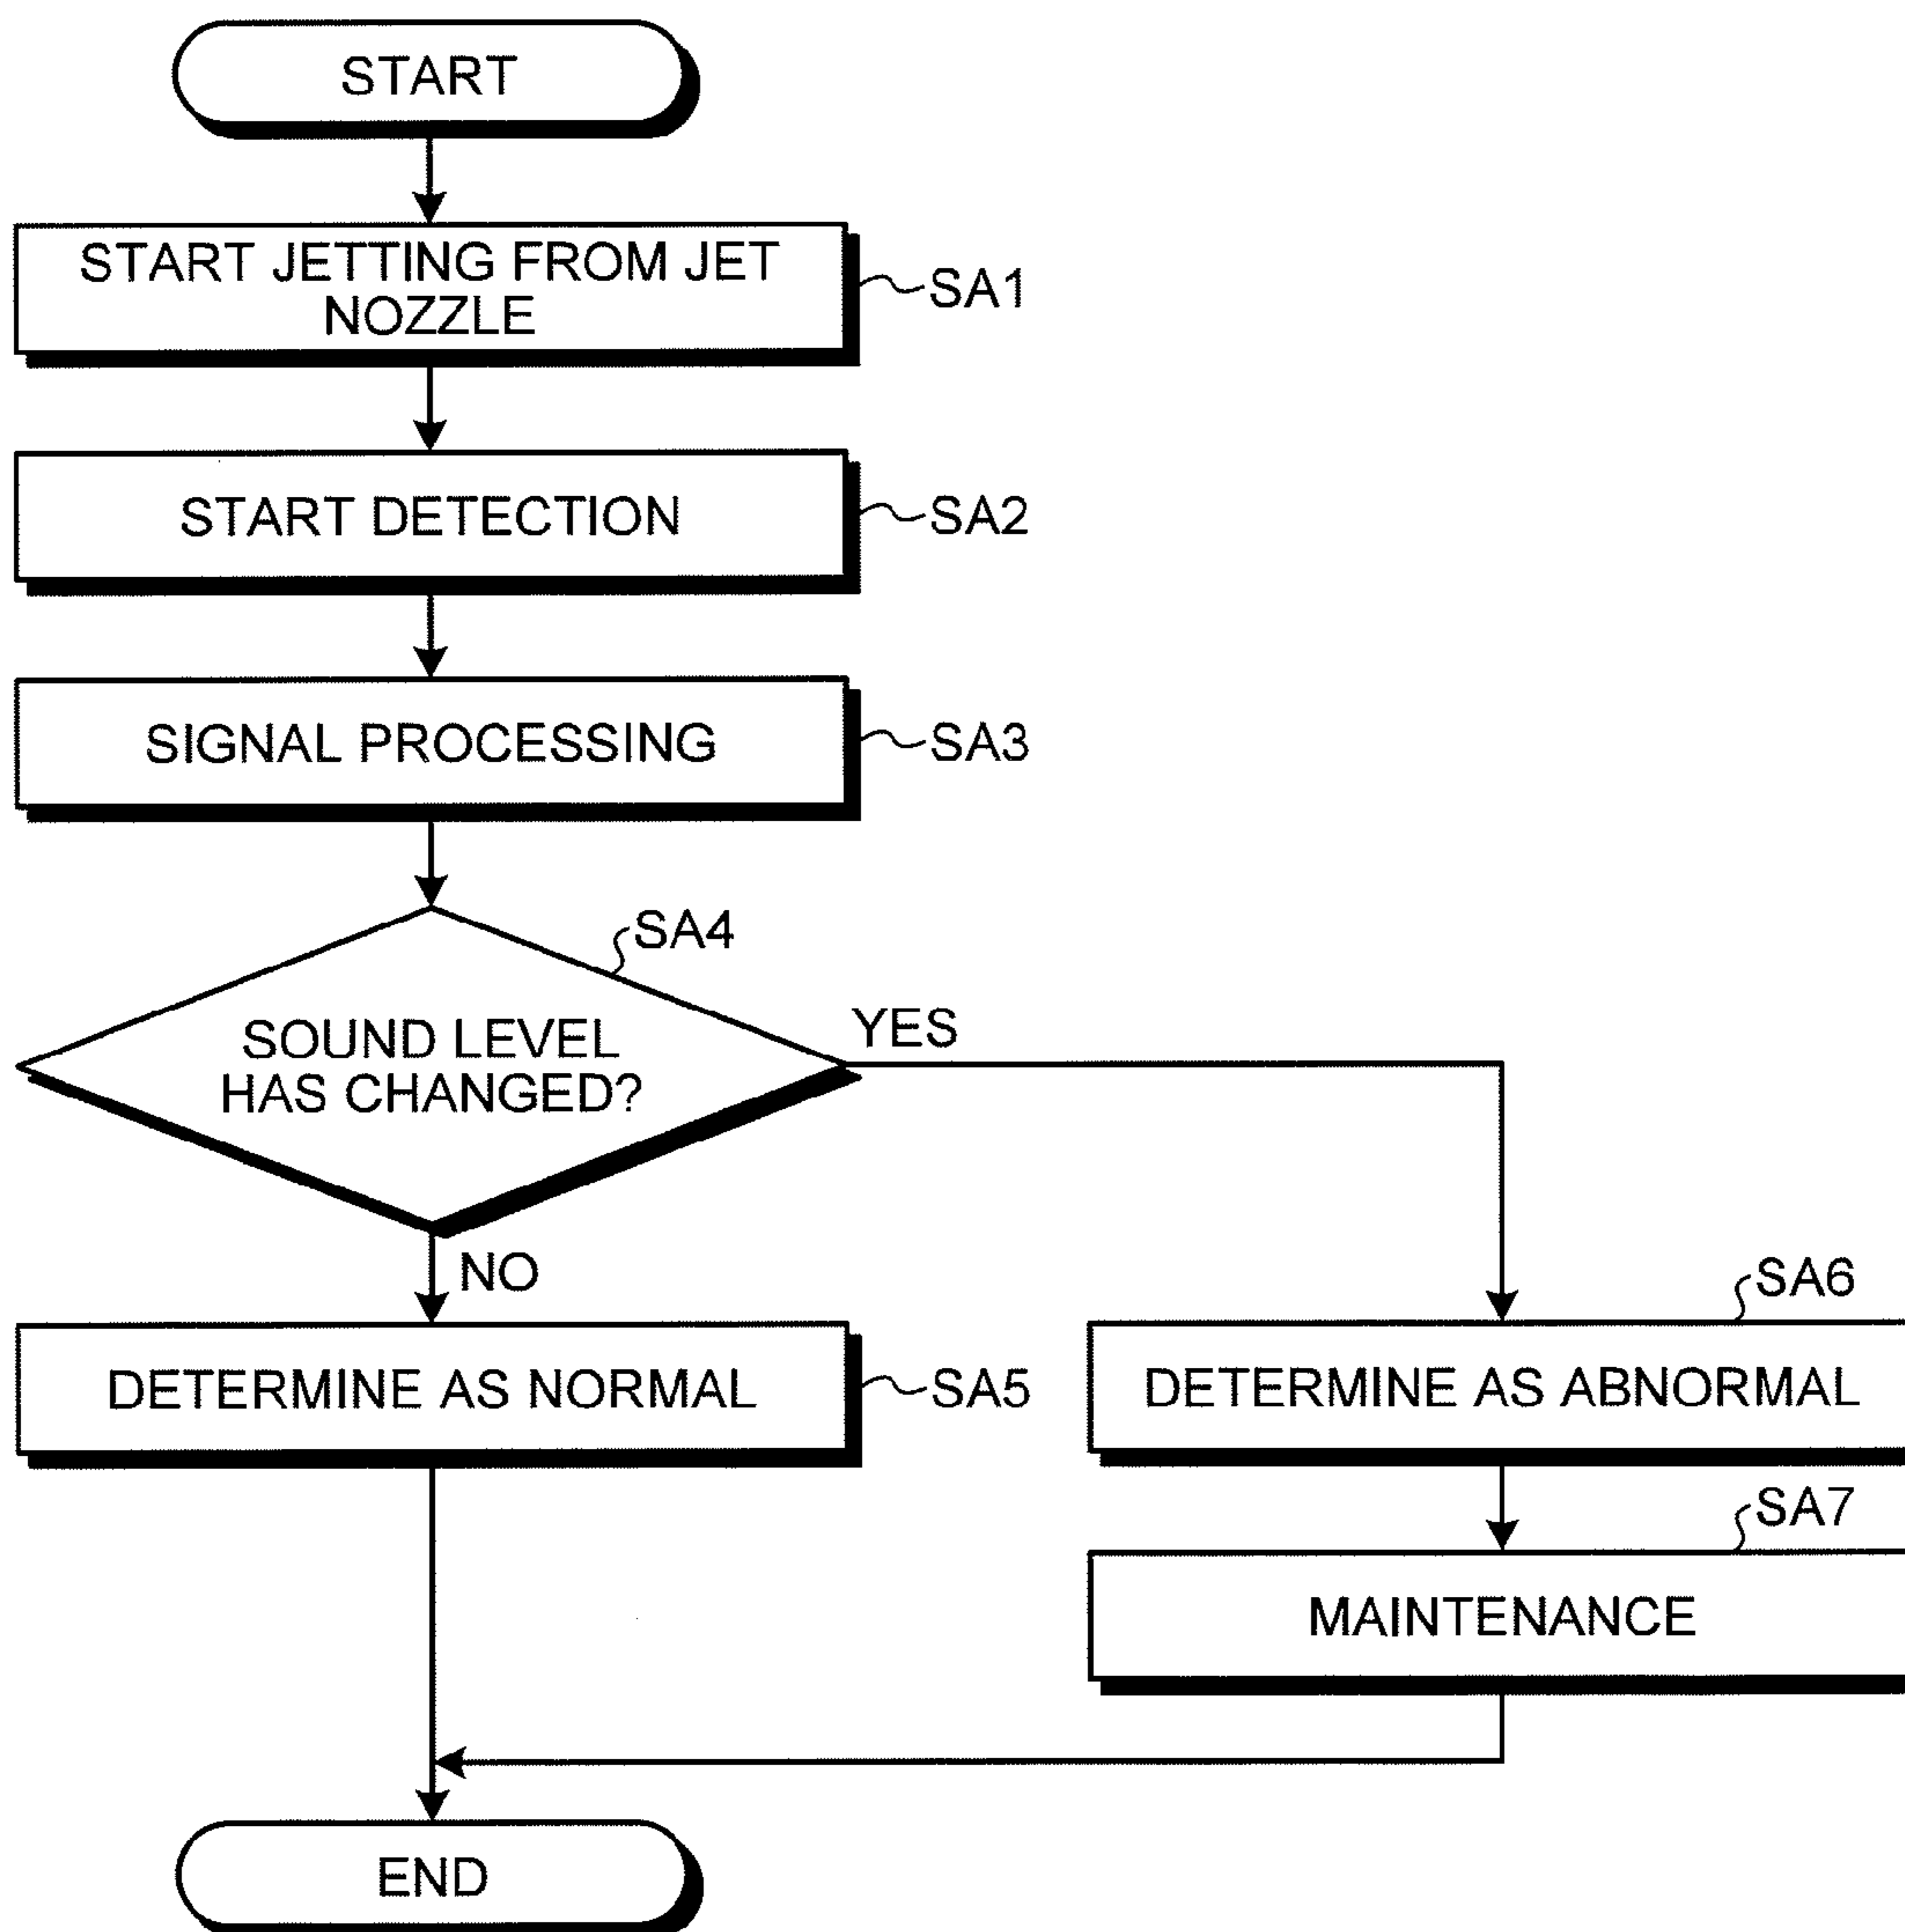 START
START JETTING FROM JET
NOZZLE
SA1
START DETECTION
SA2
SIGNAL PROCESSING
SA3
SA4
SOUND LEVEL
HAS CHANGED?
YES
NO
DETERMINE AS NORMAL
SA5
SA6
DETERMINE AS ABNORMAL
SA7
MAINTENANCE
END